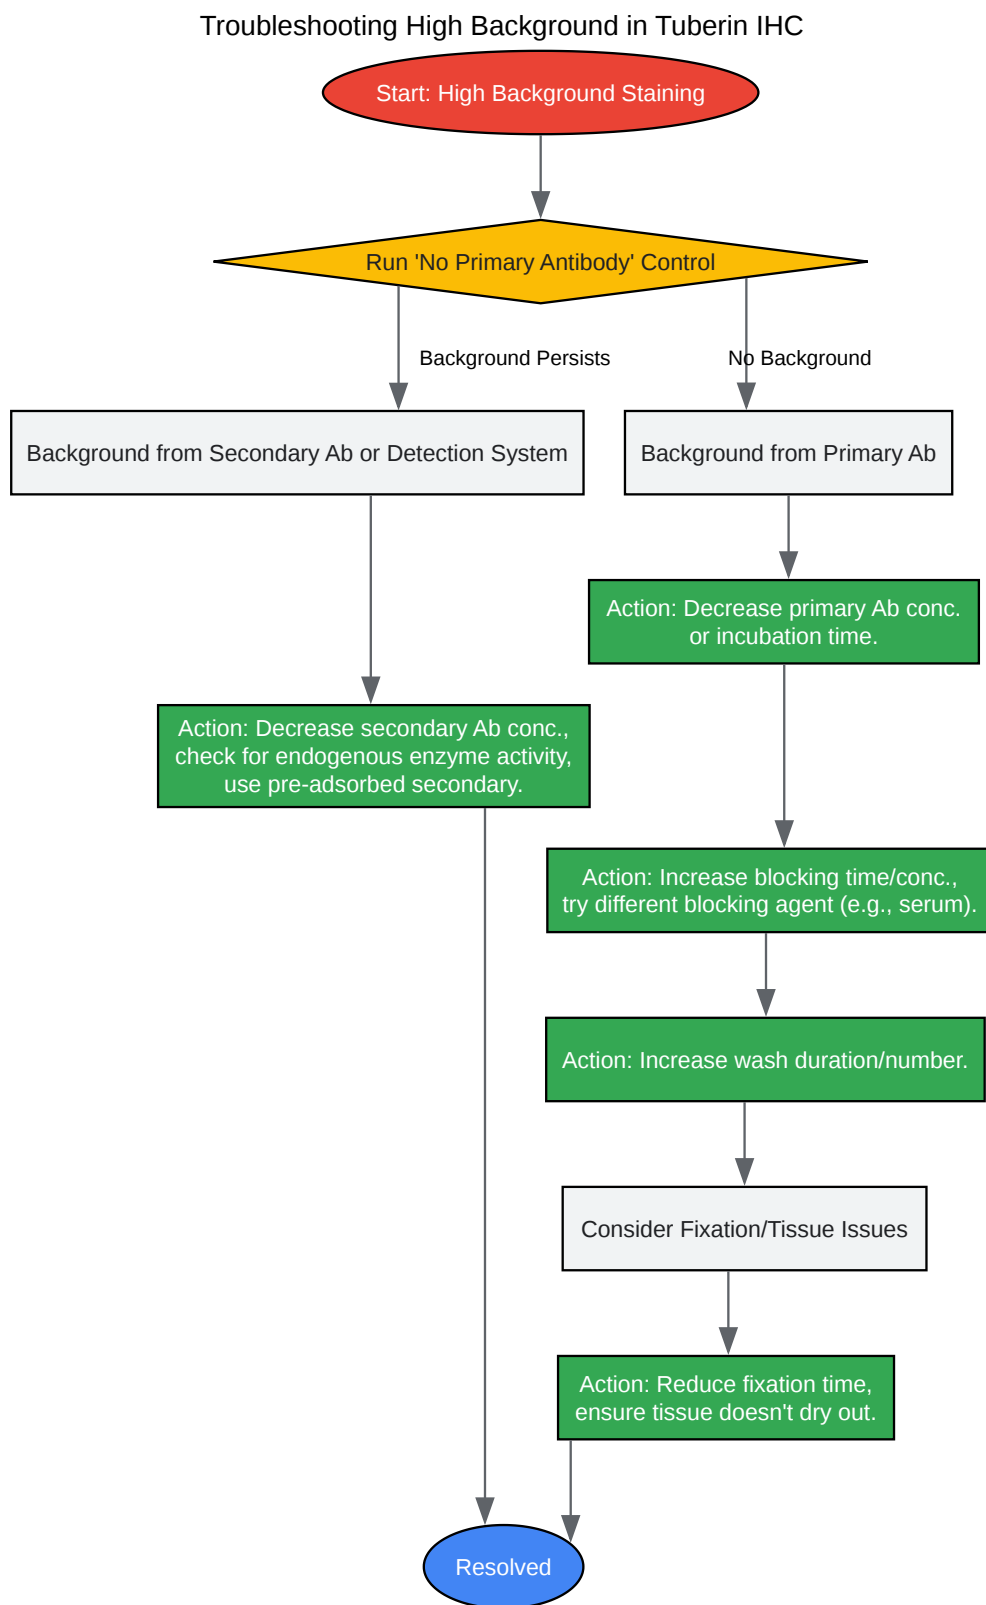 Troubleshooting High Background in Tuberin IHC
Start: High Background Staining
Run 'No Primary Antibody' Control
Background Persists
No Background
Background from Secondary Ab or Detection System
Background from Primary Ab
Action: Decrease primary Ab conc.
or incubation time.
Action: Decrease secondary Ab conc.,
check for endogenous enzyme activity,
use pre-adsorbed secondary.
Action: Increase blocking time/conc.,
try different blocking agent (e.g., serum).
Action: Increase wash duration/number.
Consider Fixation/Tissue Issues
Action: Reduce fixation time,
ensure tissue doesn't dry out.
Resolved